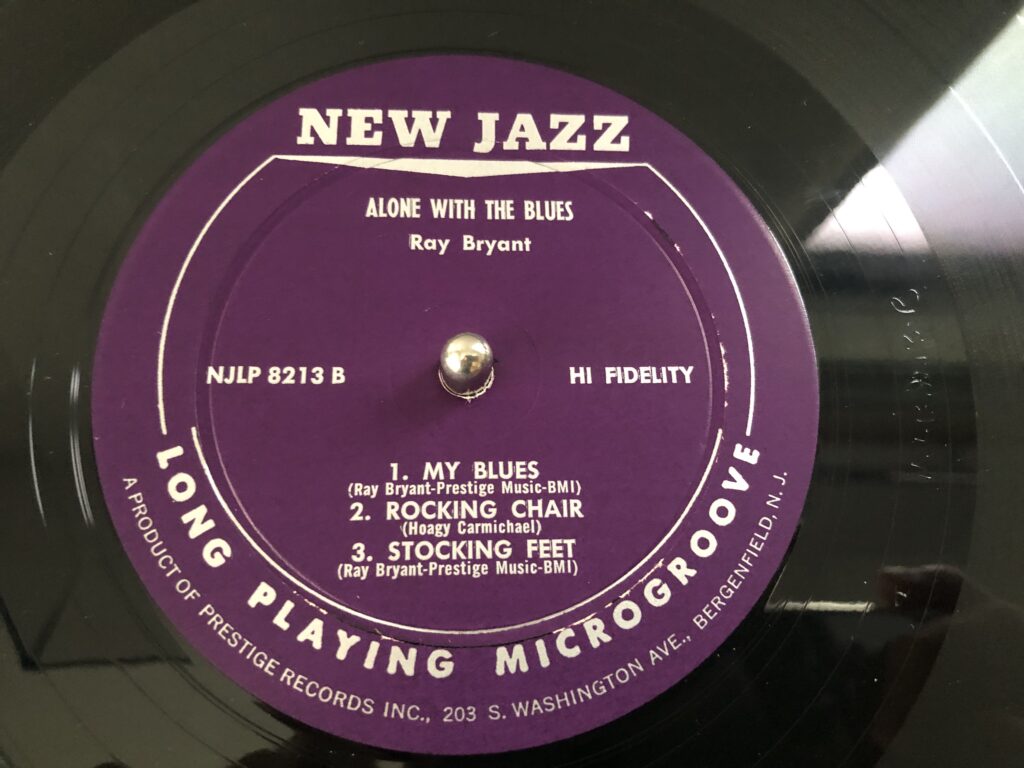 NEW JAZZ
ALONE WITH THE BLUES
Ray Bryant
NJLP 8213 B
HI FIDELITY
1. MY BLUES
(Ray Bryant-Prestige Music-BMI)
2. ROCKING CHAIR
(Hoagy Carmichael)
3. STOCKING FEET
(Ray Bryant-Prestige Music-BMI)
LONG PLAYING MICROGROOVE
A PRODUCT OF PRESTIGE RECORDS INC., 203 S. WASHINGTON AVE., BERGENFIELD, N. J.